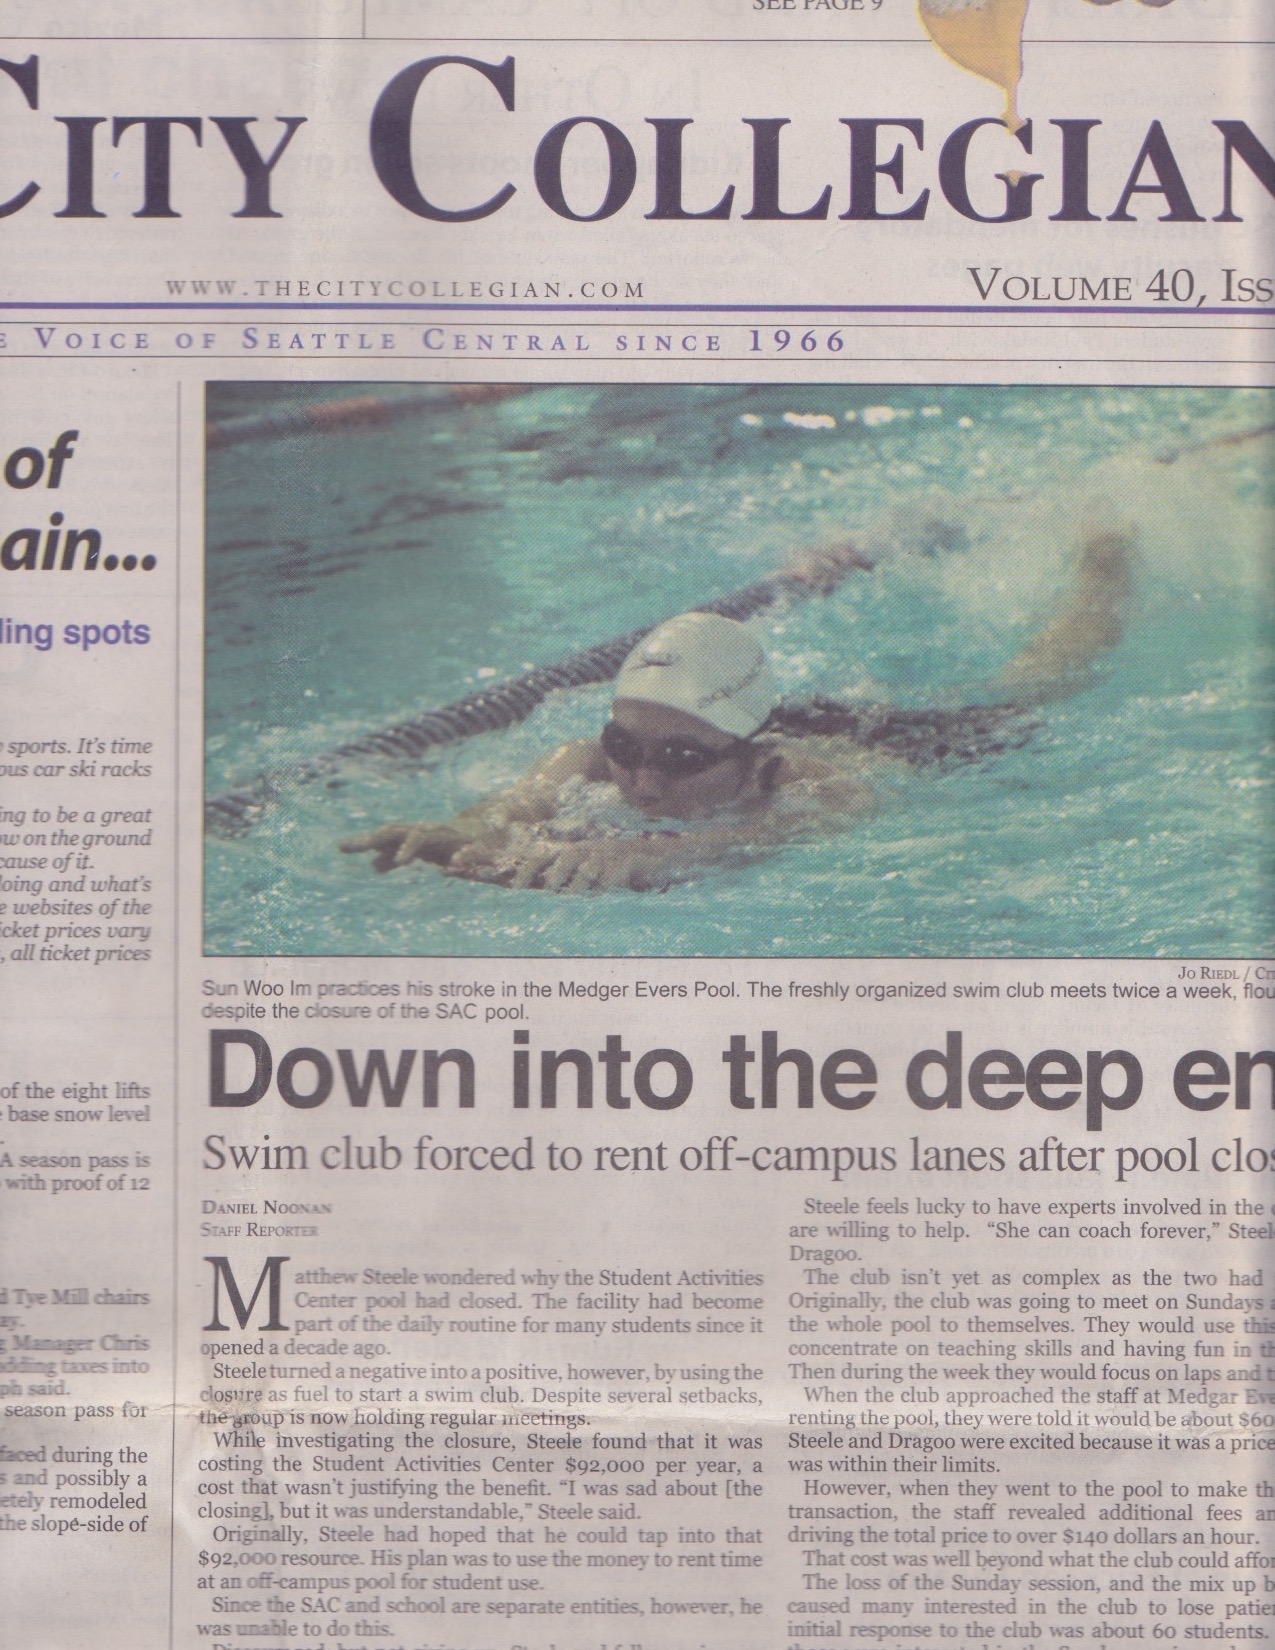 SEE PAGE 9
CITY COLLEGIAN
WWW.THECITYCOLLEGIAN.COM
VOLUME 40, ISS
E VOICE OF SEATTLE CENTRAL SINCE 1966
of
ain...
ling spots
sports. It's time
ous car ski racks
ing to be a great
ow on the ground
cause of it.
doing and what's
e websites of the
icket prices vary
, all ticket prices
of the eight lifts
base snow level
A season pass is
with proof of 12
d Tye Mill chairs
ay.
g Manager Chris
adding taxes into
ph said.
season pass for
faced during the
s and possibly a
etely remodeled
the slope-side of
JO RIEDL / CI
Sun Woo Im practices his stroke in the Medger Evers Pool. The freshly organized swim club meets twice a week, flou
despite the closure of the SAC pool.
Down into the deep en
Swim club forced to rent off-campus lanes after pool clos
DANIEL NOONAN
STAFF REPORTER
Matthew Steele wondered why the Student Activities
Center pool had closed. The facility had become
part of the daily routine for many students since it
opened a decade ago.
Steele turned a negative into a positive, however, by using the
closure as fuel to start a swim club. Despite several setbacks,
the group is now holding regular meetings.
While investigating the closure, Steele found that it was
costing the Student Activities Center $92,000 per year, a
cost that wasn't justifying the benefit. “I was sad about [the
closing], but it was understandable,” Steele said.
Originally, Steele had hoped that he could tap into that
$92,000 resource. His plan was to use the money to rent time
at an off-campus pool for student use.
Since the SAC and school are separate entities, however, he
was unable to do this.
Steele feels lucky to have experts involved in the
are willing to help. “She can coach forever,” Steel
Dragoo.
The club isn't yet as complex as the two had
Originally, the club was going to meet on Sundays
the whole pool to themselves. They would use this
concentrate on teaching skills and having fun in th
Then during the week they would focus on laps and t
When the club approached the staff at Medgar Eve
renting the pool, they were told it would be about $60
Steele and Dragoo were excited because it was a price
was within their limits.
However, when they went to the pool to make th
transaction, the staff revealed additional fees an
driving the total price to over $140 dollars an hour.
That cost was well beyond what the club could affor
The loss of the Sunday session, and the mix up b
caused many interested in the club to lose patien
initial response to the club was about 60 students.